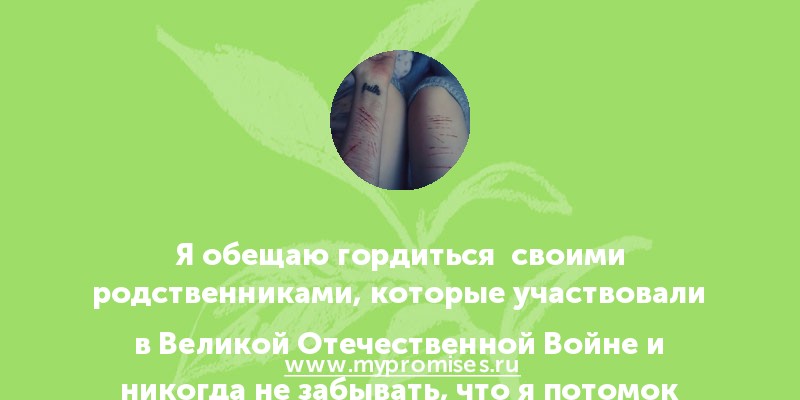 Я обещаю гордиться  своими
родственниками, которые участвовали
в Великой Отечественной Войне и
www.mypromises.ru
никогда не забывать, что я потомок